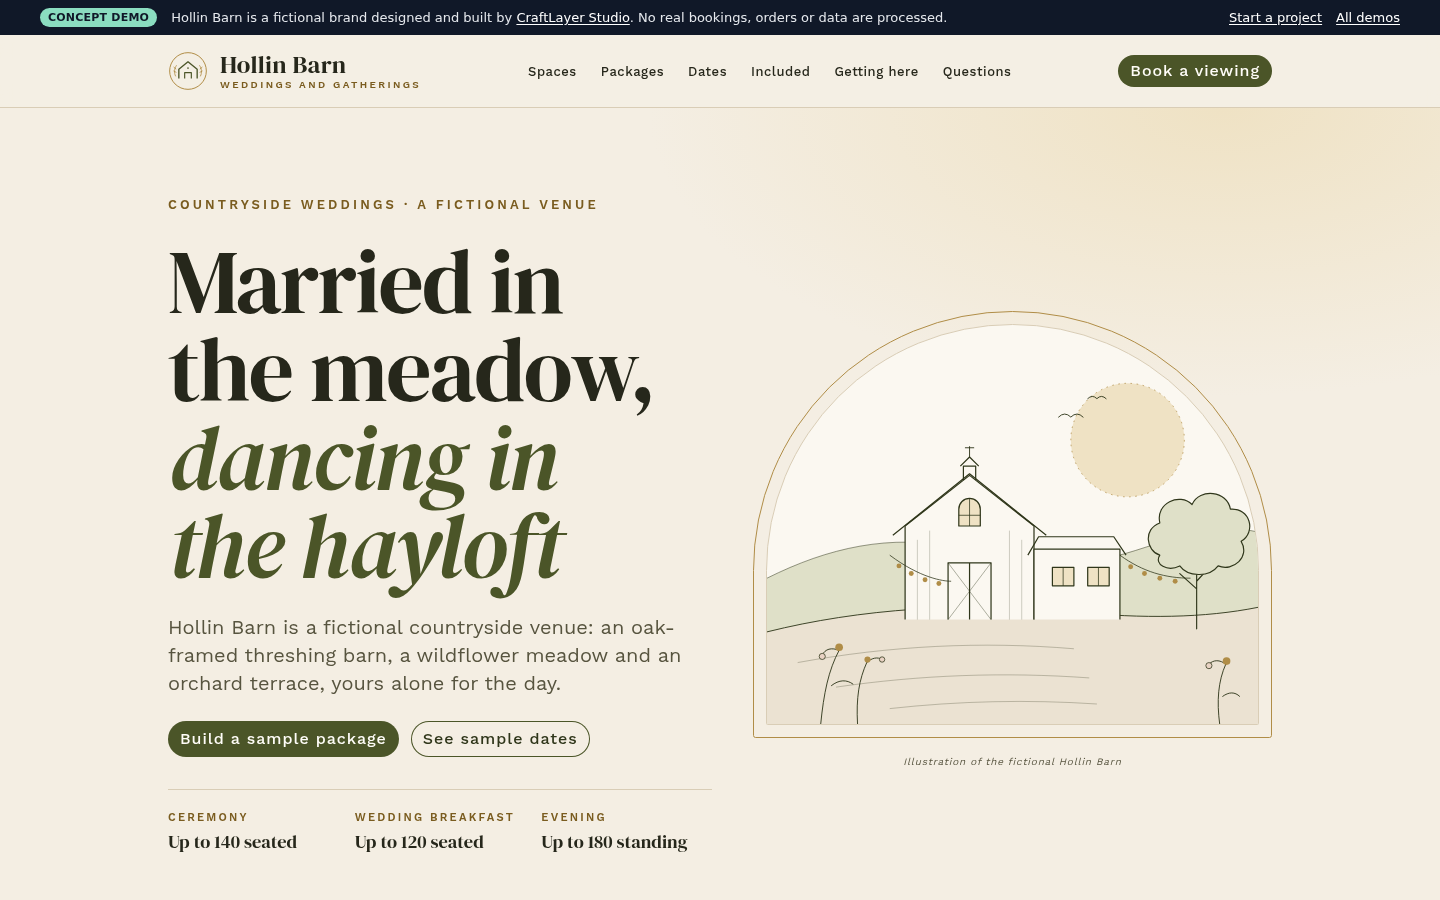 CONCEPT DEMO Hollin Barn is a fictional brand designed and built by CraftLayer Studio. No real bookings, orders or data are processed. Start a project All demos
Hollin Barn
WEDDINGS AND GATHERINGS
Spaces Packages Dates Included Getting here Questions
Book a viewing
COUNTRYSIDE WEDDINGS · A FICTIONAL VENUE
Married in
the meadow,
dancing in
the hayloft
Hollin Barn is a fictional countryside venue: an oak-
framed threshing barn, a wildflower meadow and an
orchard terrace, yours alone for the day.
Build a sample package See sample dates
CEREMONY WEDDING BREAKFAST EVENING
Up to 140 seated Up to 120 seated Up to 180 standing
Illustration of the fictional Hollin Barn